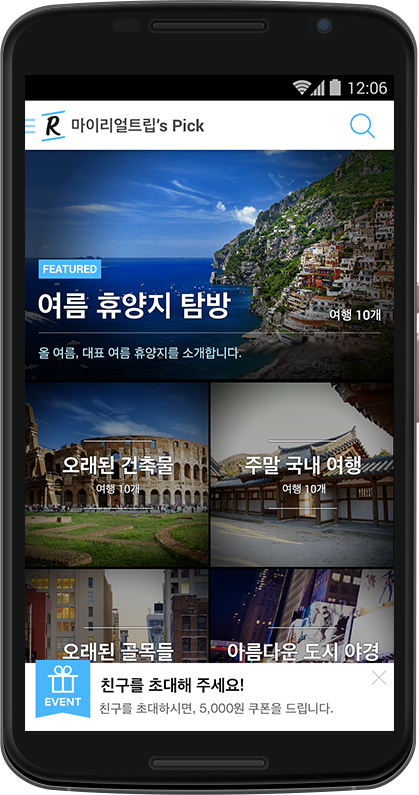 12:06
R 마이리얼트립's Pick
FEATURED
여름 휴양지 탐방
여행 10개
올 여름, 대표 여름 휴양지를 소개합니다.
오래된 건축물
여행 10개
주말 국내 여행
여행 10개
오래된 골목들
아름다운 도시 야경
EVENT
친구를 초대해 주세요!
친구를 초대하시면, 5,000원 쿠폰을 드립니다.